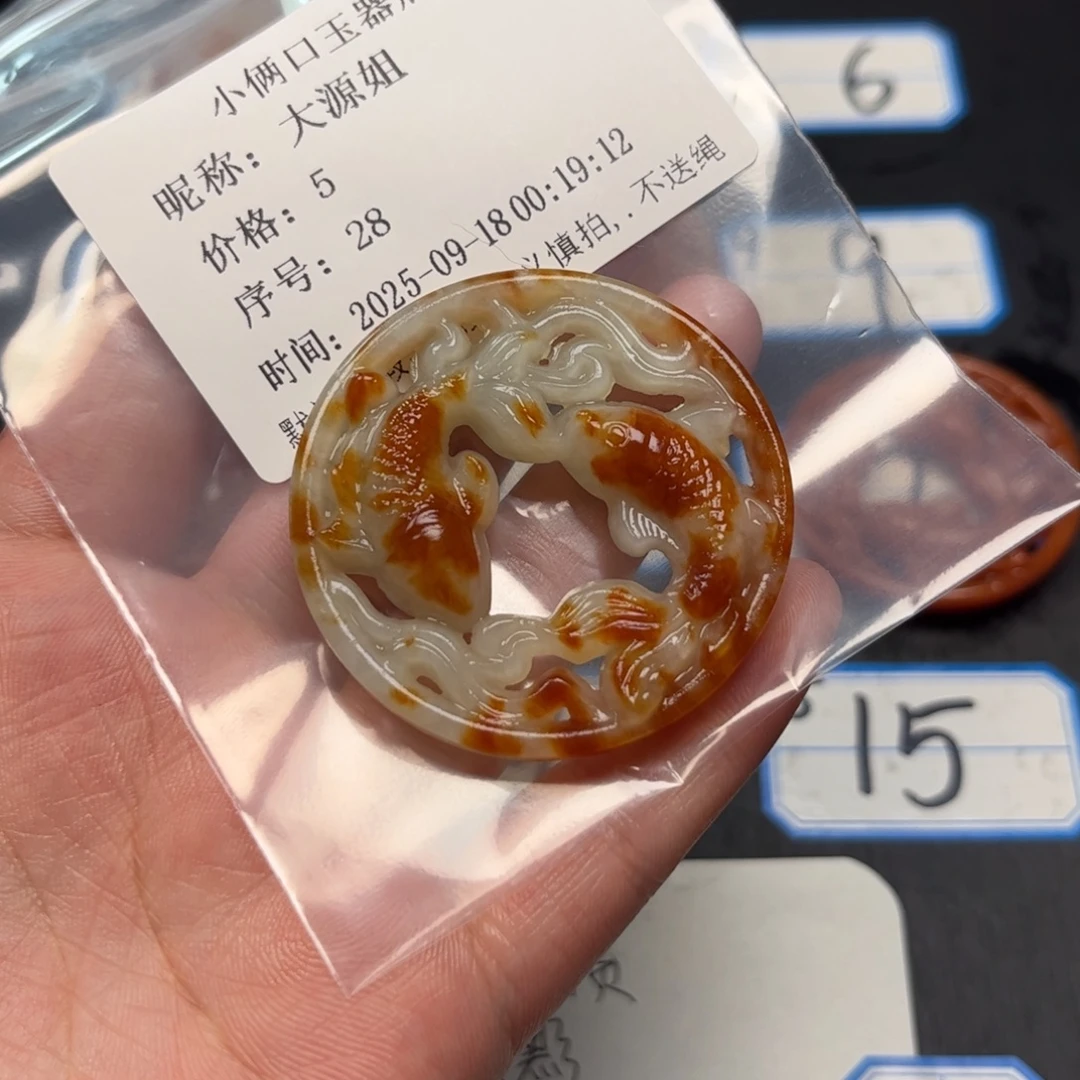 小俩口玉器
昵称： 大源姐
价格： 5
序号： 28
时间： 2025-09-18 00:19:12
慎拍，.不送绳
6
9
15